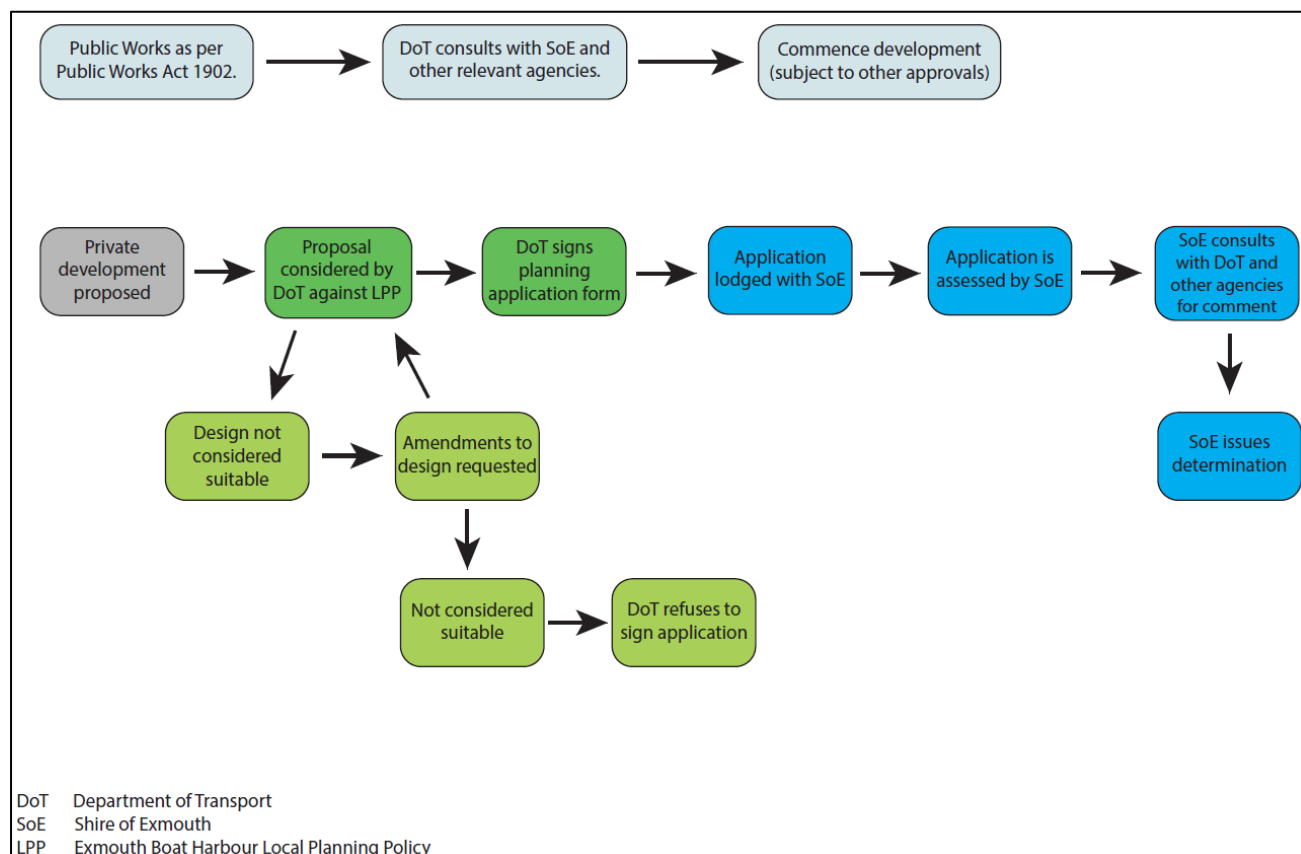 Public Works as per
Public Works Act 1902.
DoT consults with SoE and
other relevant agencies.
Commence development
(subject to other approvals)
Private
development
proposed
Proposal
considered by
DoT against LPP
DoT signs
planning
application form
Application
lodged with SoE
Application is
assessed by SoE
SoE consults
with DoT and
other agencies
for comment
Design not
considered
suitable
Amendments to
design requested
SoE issues
determination
Not considered
suitable
DoT refuses to
sign application
DoT Department of Transport
SoE Shire of Exmouth
LPP Exmouth Boat Harbour Local Planning Policy